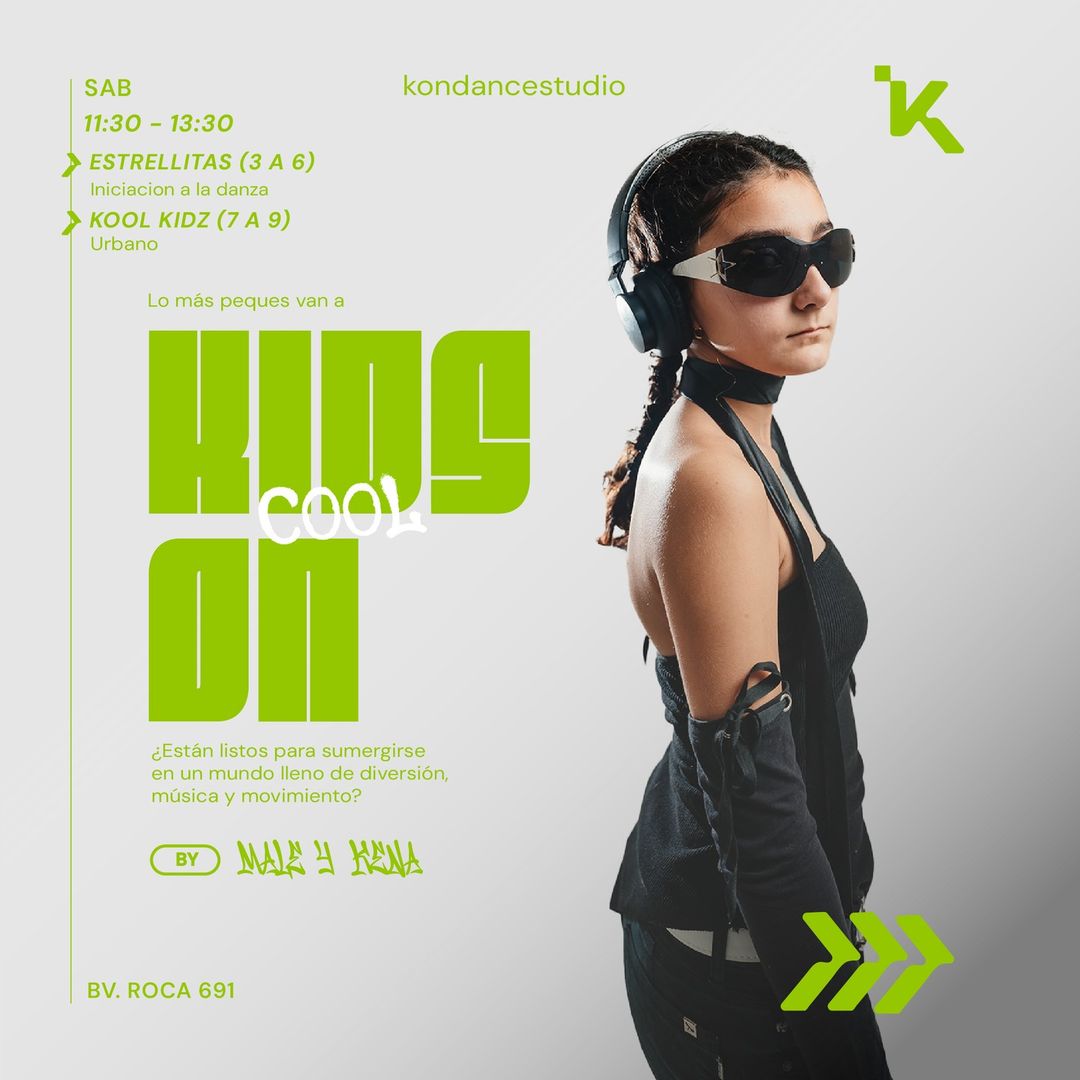 SAB
11:30 - 13:30
ESTRELLITAS (3 A 6)
Iniciacion a la danza
KOOL KIDZ (7 A 9)
Urbano
kondancestudio
K
Lo más peques van a
KIDS
COOL
ON
¿Están listos para sumergirse
en un mundo lleno de diversión,
música y movimiento?
BY MALE Y KENA
BV. ROCA 691